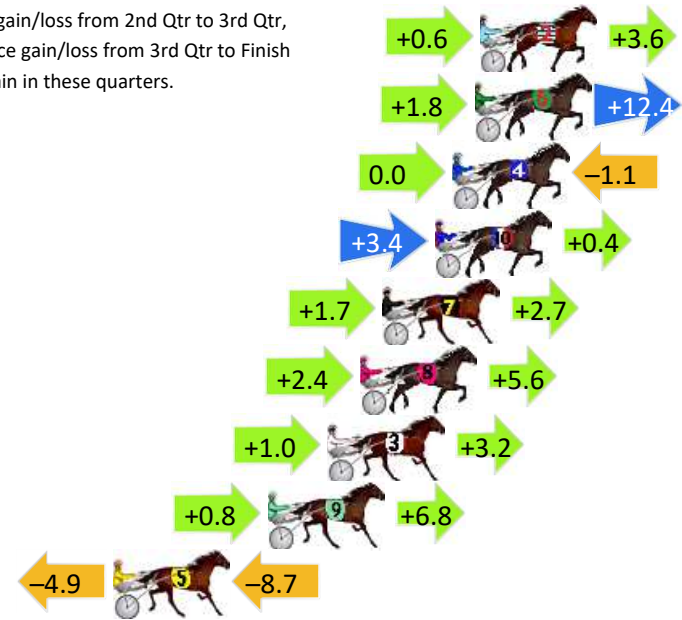 gain/loss from 2nd Qtr to 3rd Qtr,
ce gain/loss from 3rd Qtr to Finish
in in these quarters.
+0.6 +3.6
+1.8 6 +12.4
0.0 4 –1.1
+3.4 10 +0.4
+1.7 7 +2.7
+2.4 8 +5.6
+1.0 3 +3.2
+0.8 9 +6.8
–4.9 5 –8.7